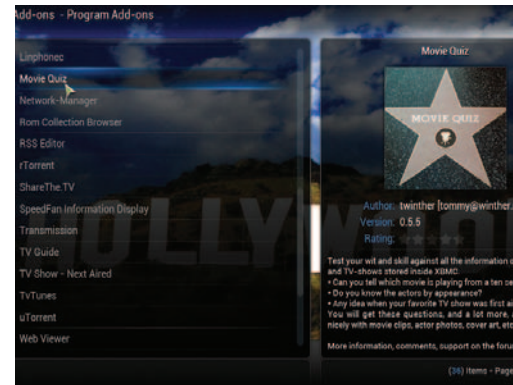 Add-ons - Program Add-ons
Linphonec
Movie Quiz
Network-Manager
Rom Collection Browser
RSS Editor
rTorrent
ShareThe.TV
SpeedFan Information Display
Transmission
TV Guide
TV Show - Next Aired
TvTunes
uTorrent
Web Viewer
Movie Quiz
MOVIE QUIZ
Author: twinther [tommy@winther.
Version: 0.5.5
Rating:
Test your wit and skill against all the information o
and TV-shows stored inside XBMC.
• Can you tell which movie is playing from a ten se
• Do you know the actors by appearance?
• Any idea when your favorite TV show was first ai
You will get these questions, and a lot more, a
nicely with movie clips, actor photos, cover art, etc
More information, comments, support on the foru
(36) Items - Page
HOLLYWOOD